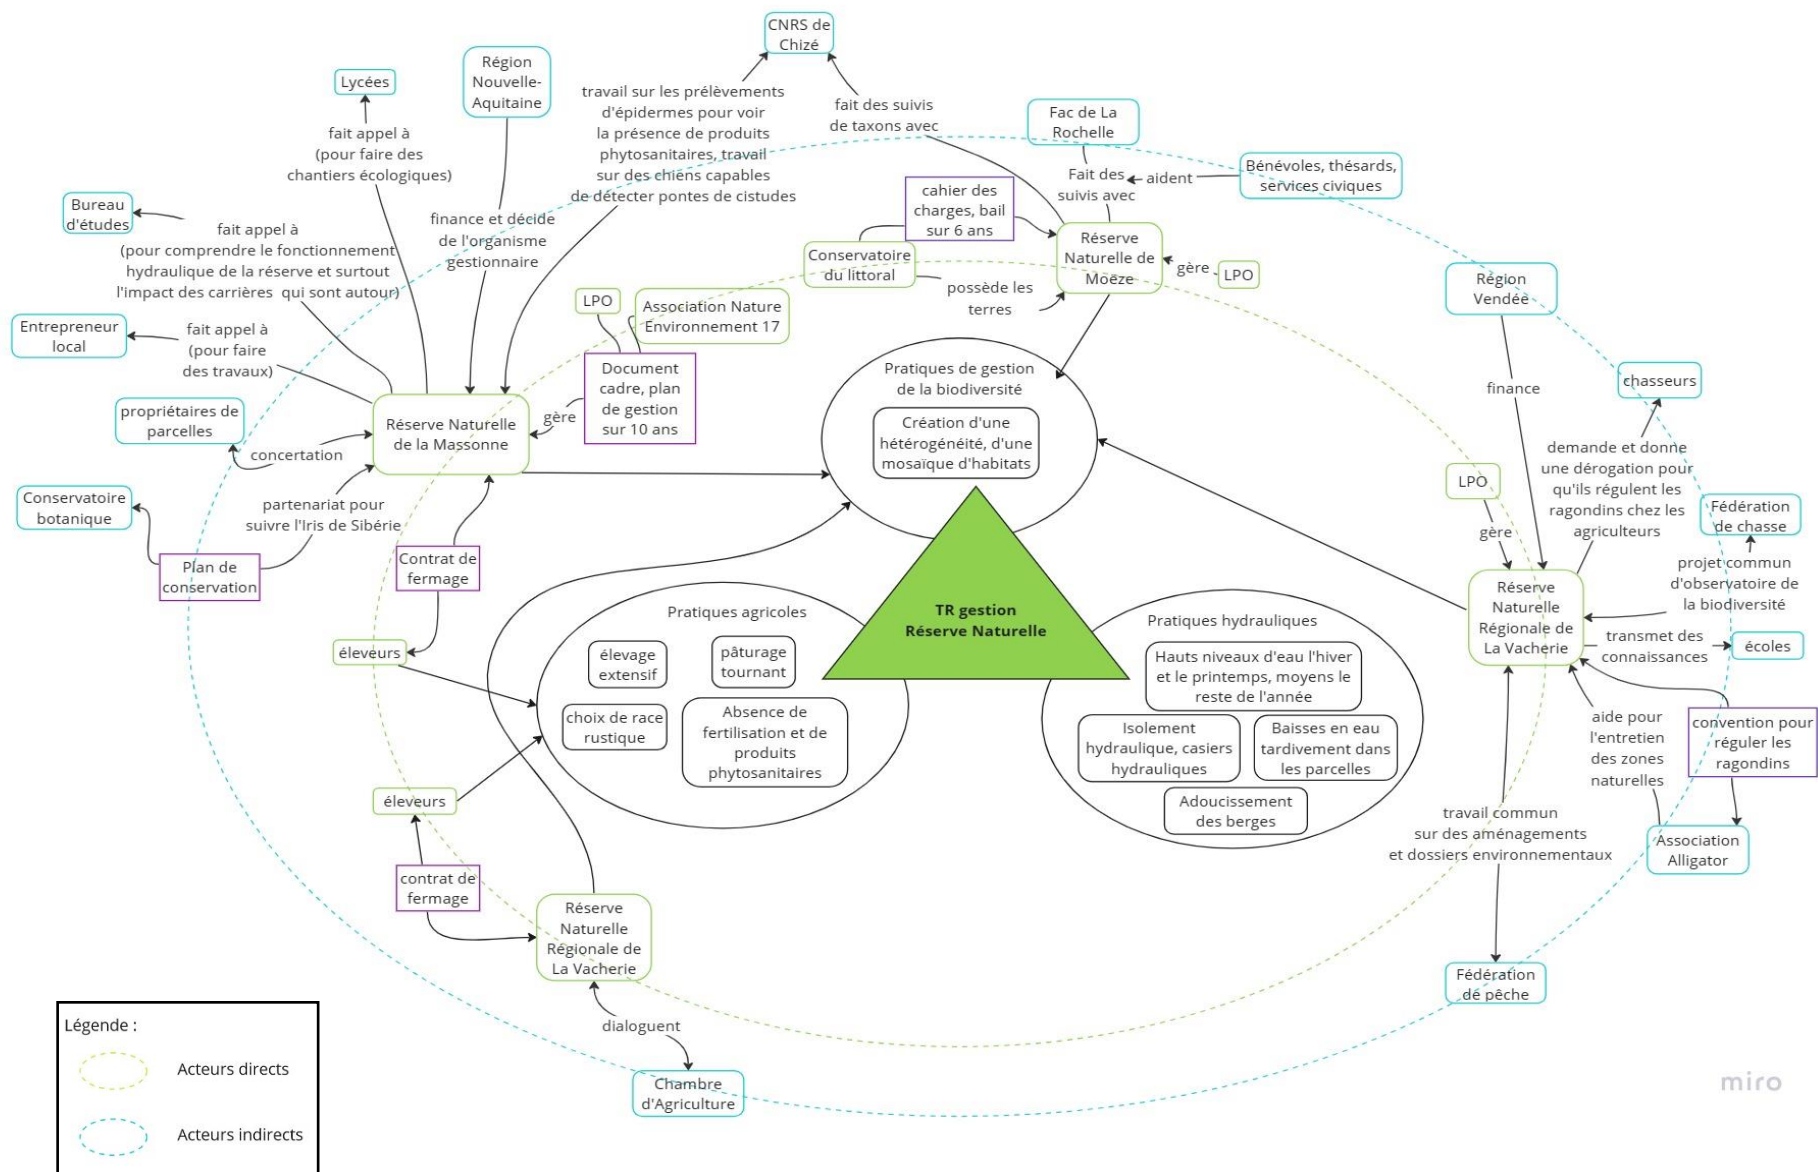 CNRS de
Chizé
Région
Nouvelle-
Aquitaine
Lycées
travail sur les prélèvements
d'épidermes pour voir
la présence de produits
phytosanitaires, travail
sur des chiens capables
de détecter pontes de cistudes
fait des suivis
de taxons avec
Fac de La
Rochelle
fait appel à
(pour faire des
chantiers écologiques)
Bénévoles, thésards,
services civiques
aident
Fait des
suivis avec
cahier des
charges, bail
sur 6 ans
Bureau
d'études
fait appel à
(pour comprendre le fonctionnement
hydraulique de la réserve et surtout
l'impact des carrières  qui sont autour)
finance et décide
de l'organisme
gestionnaire
Conservatoire
du littoral
Réserve
Naturelle de
Moëze
gère
LPO
possède les
terres
Région
Vendée
LPO
Association Nature
Environnement 17
Entrepreneur
local
fait appel à
(pour faire
des travaux)
Document
cadre, plan
de gestion
sur 10 ans
Pratiques de gestion
de la biodiversité
Création d'une
hétérogénéité, d'une
mosaïque d'habitats
finance
chasseurs
propriétaires de
parcelles
Réserve Naturelle
de la Massonne
gère
concertation
demande et donne
une dérogation pour
qu'ils régulent les
ragondins chez les
agriculteurs
LPO
gère
Conservatoire
botanique
partenariat pour
suivre l'Iris de Sibérie
Fédération
de chasse
Plan de
conservation
Contrat de
fermage
projet commun
d'observatoire de
la biodiversité
TR gestion
Réserve Naturelle
Réserve
Naturelle
Régionale de
La Vacherie
Pratiques agricoles
Pratiques hydrauliques
éleveurs
élevage
extensif
pâturage
tournant
Hauts niveaux d'eau l'hiver
et le printemps, moyens le
reste de l'année
transmet des
connaissances
écoles
choix de race
rustique
Absence de
fertilisation et de
produits
phytosanitaires
Isolement
hydraulique, casiers
hydrauliques
Baisses en eau
tardivement dans
les parcelles
aide pour
l'entretien
des zones
naturelles
convention pour
réguler les
ragondins
éleveurs
Adoucissement
des berges
travail commun
sur des aménagements
et dossiers environnementaux
Association
Alligator
contrat de
fermage
Réserve
Naturelle
Régionale de
La Vacherie
Fédération
de pêche
dialoguent
Chambre
d'Agriculture
Légende :
Acteurs directs
Acteurs indirects
miro